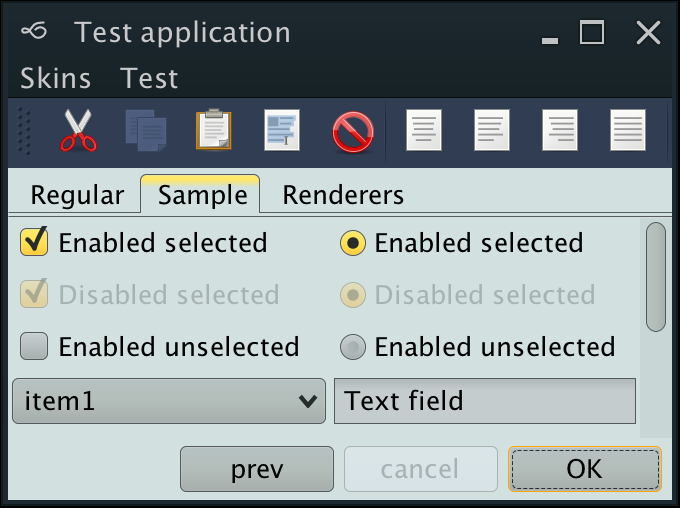 Test application
Skins Test
Regular Sample Renderers
Enabled selected Enabled selected
Disabled selected Disabled selected
Enabled unselected Enabled unselected
item1 Text field
prev cancel OK